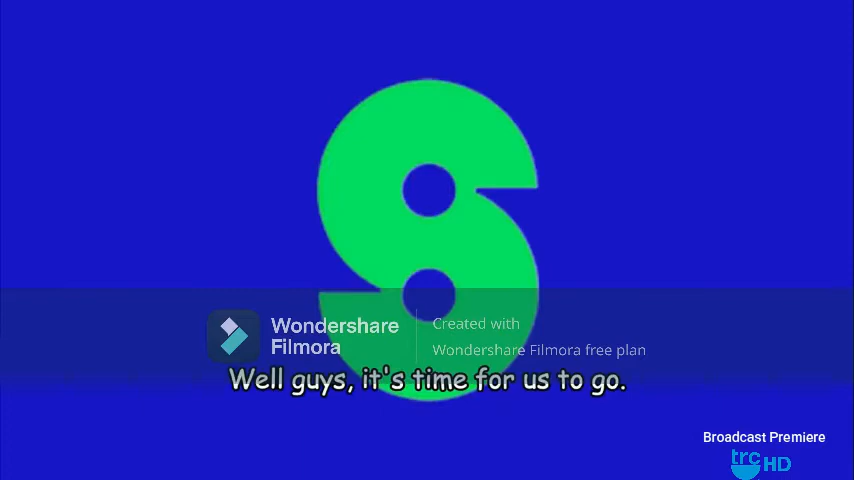 S
Wondershare
Filmora
Created with
Wondershare Filmora free plan
Well guys, it's time for us to go.
Broadcast Premiere
trc HD